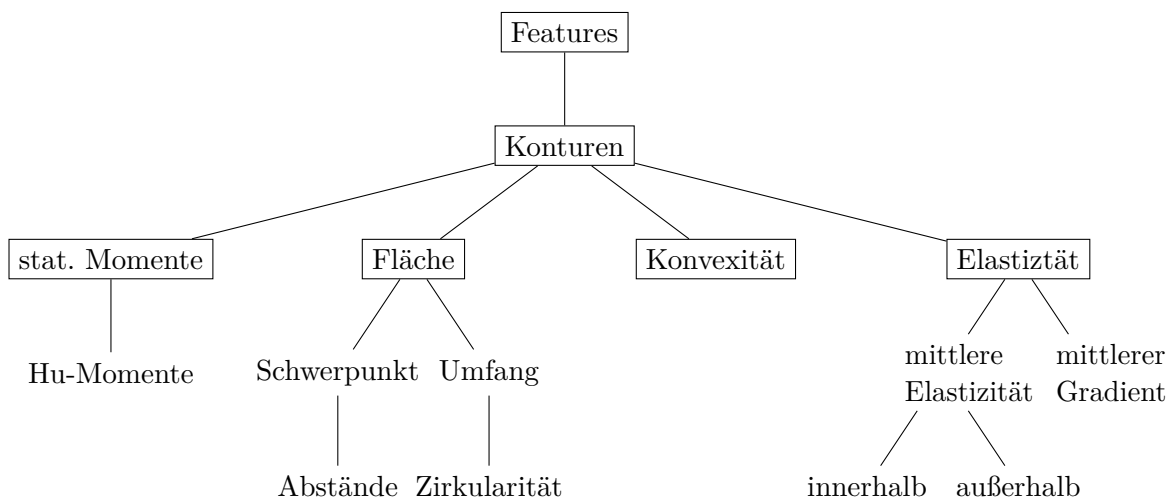 Features
Konturen
stat. Momente
Fläche
Konvexität
Elastiztät
Hu-Momente
Schwerpunkt
Umfang
mittlere
Elastizität
mittlerer
Gradient
Abstände
Zirkularität
innerhalb
außerhalb